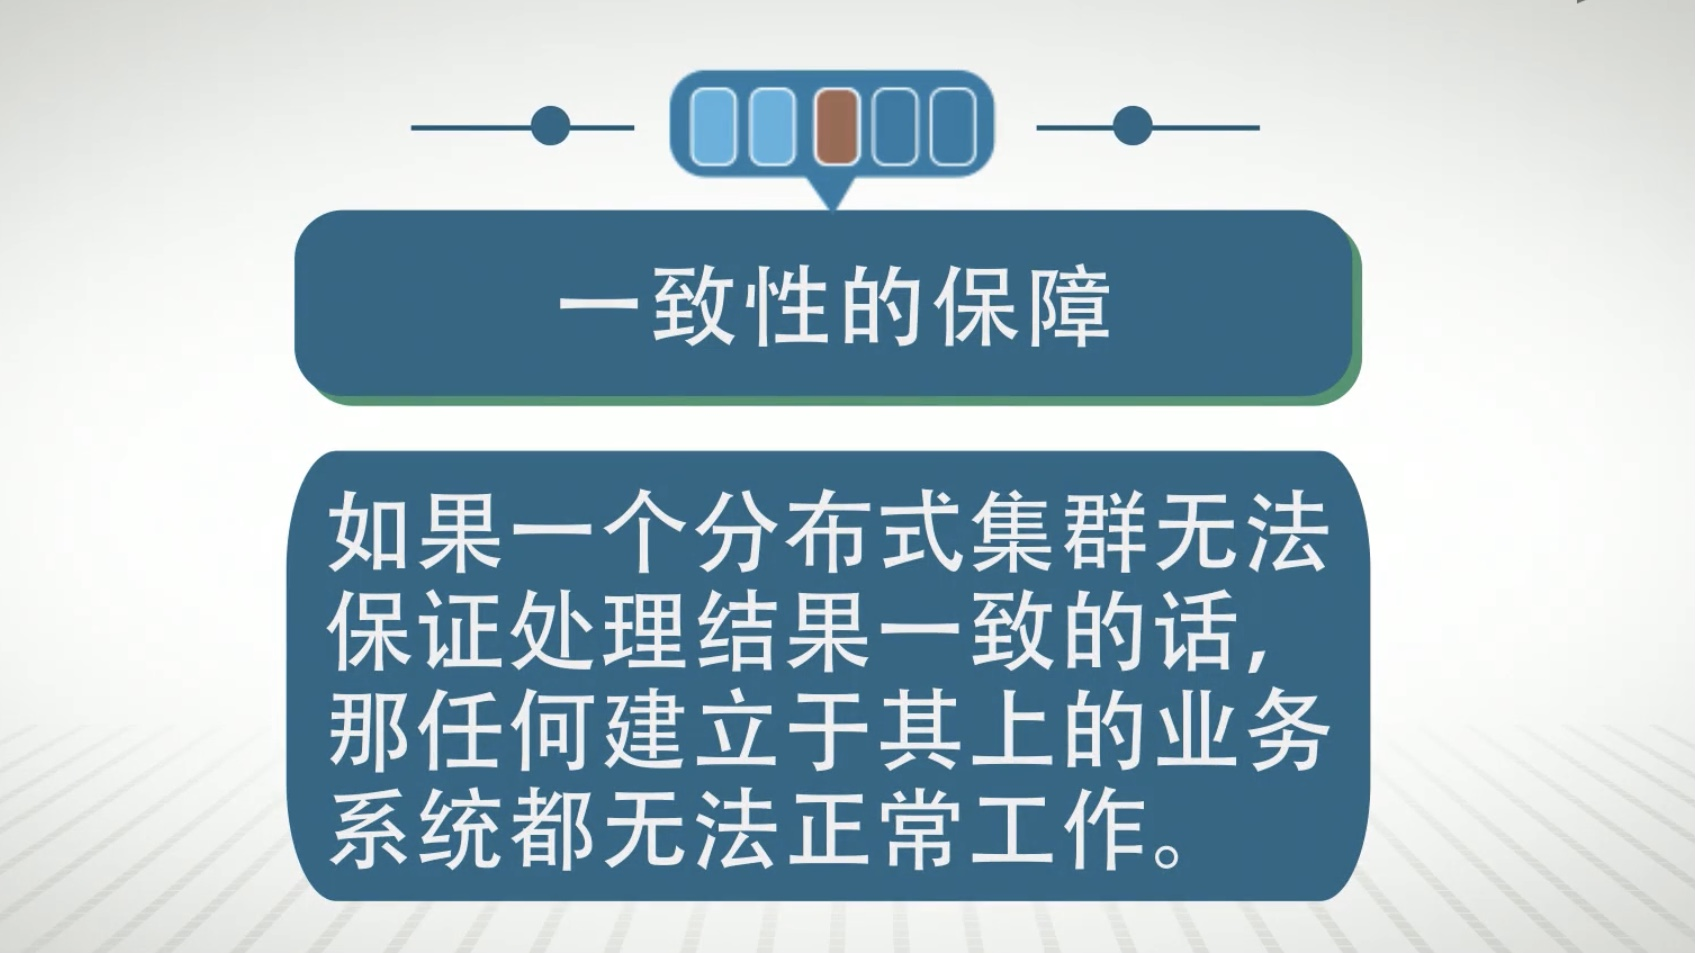 一致性的保障
如果一个分布式集群无法
保证处理结果一致的话,
那任何建立于其上的业务
系统都无法正常工作。